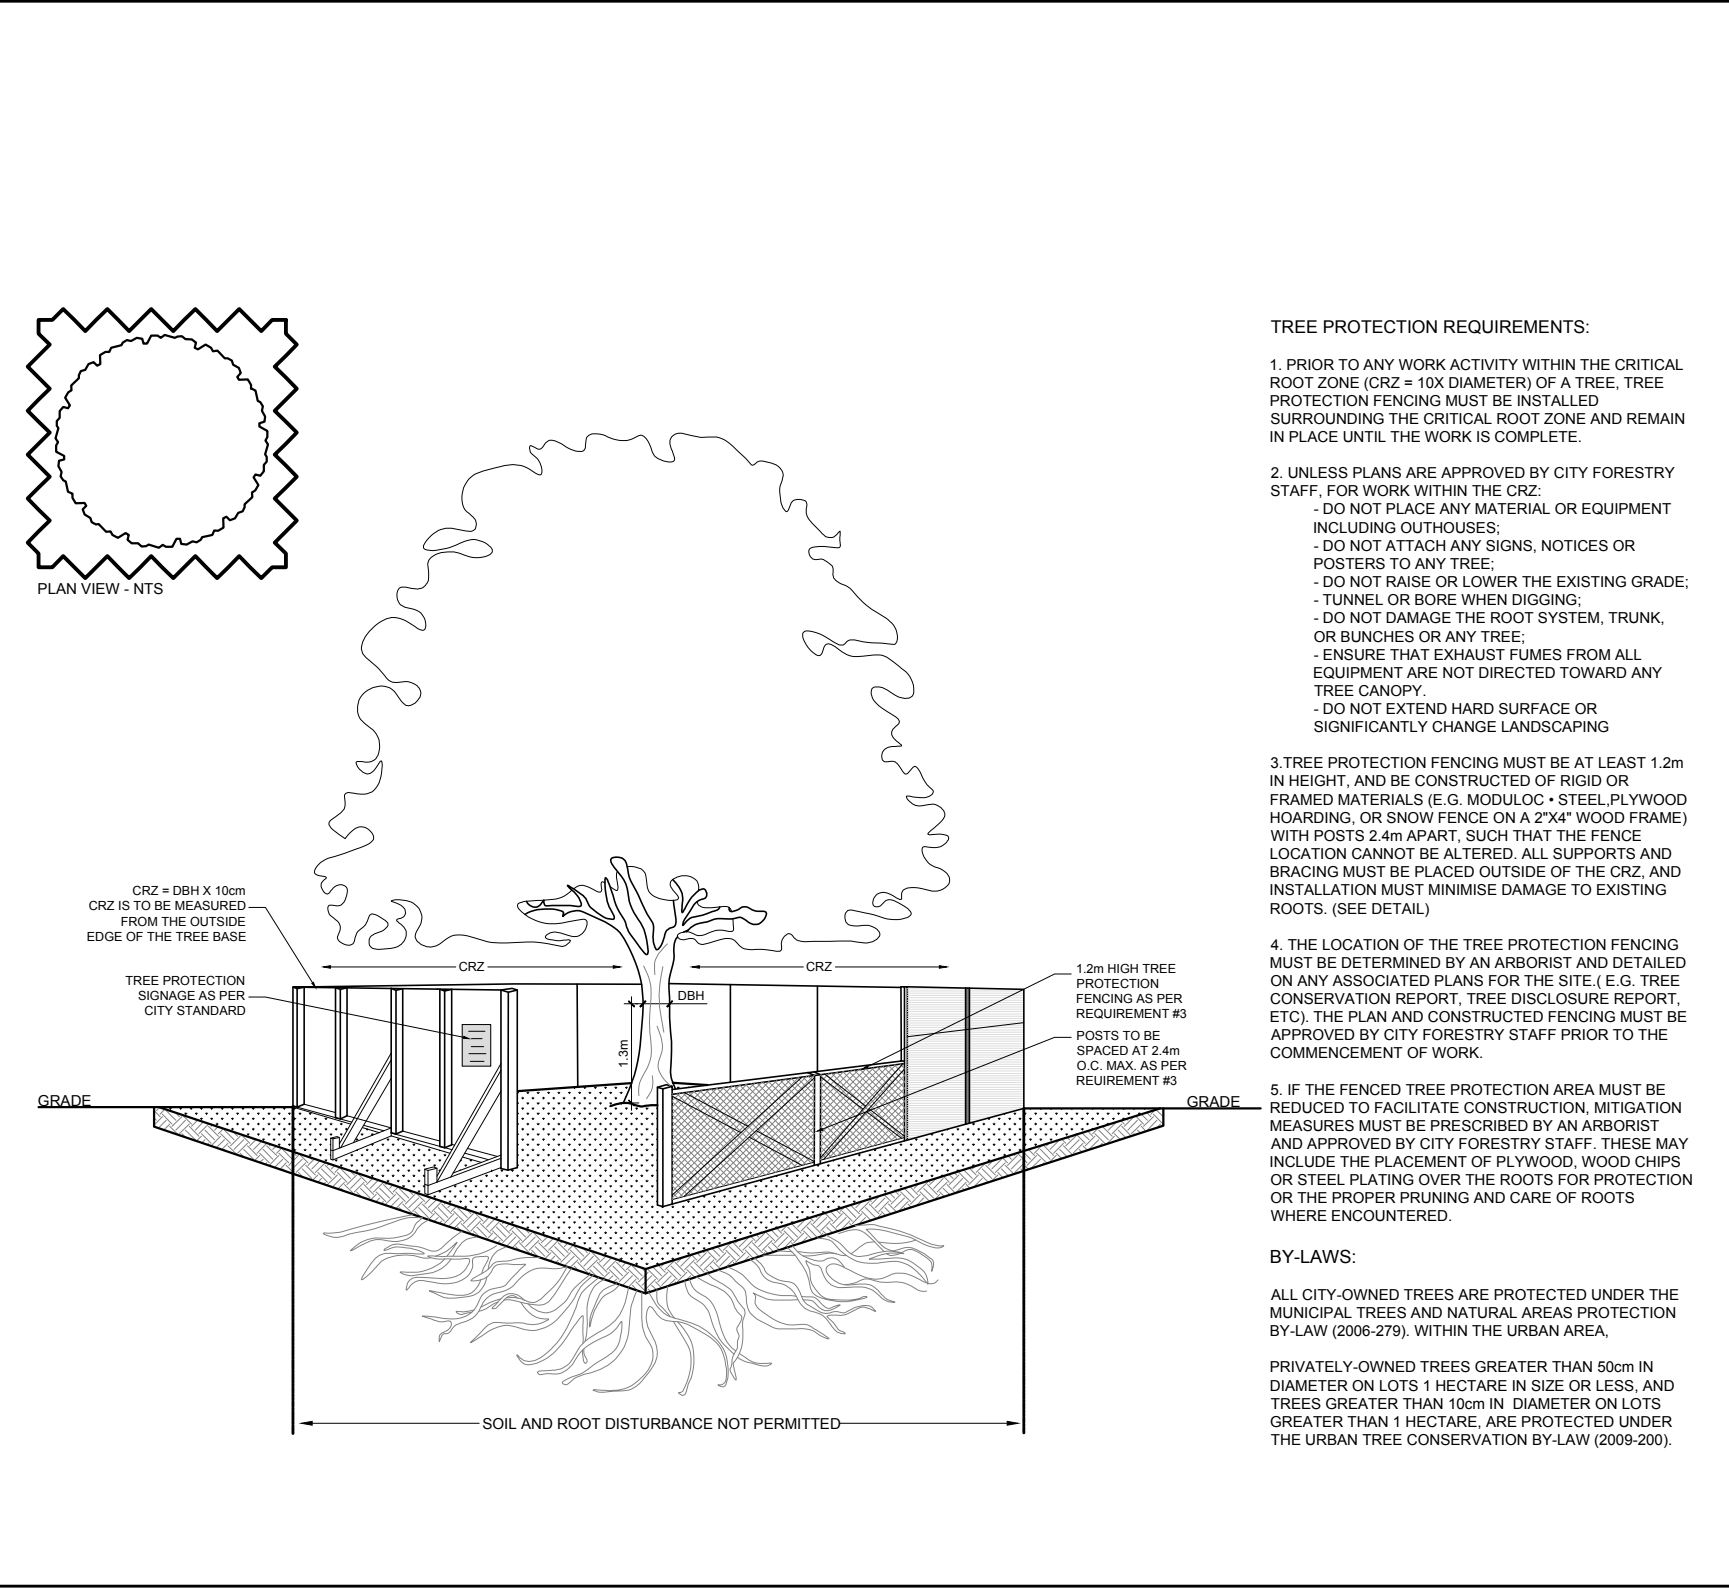 PLAN VIEW - NTS
CRZ = DBH X 10cm
CRZ IS TO BE MEASURED
FROM THE OUTSIDE
EDGE OF THE TREE BASE
TREE PROTECTION
SIGNAGE AS PER
CITY STANDARD
CRZ
CRZ
DBH
1.3m
1.2m HIGH TREE
PROTECTION
FENCING AS PER
REQUIREMENT #3
POSTS TO BE
SPACED AT 2.4m
O.C. MAX. AS PER
REUIREMENT #3
GRADE
GRADE
SOIL AND ROOT DISTURBANCE NOT PERMITTED
TREE PROTECTION REQUIREMENTS:
1. PRIOR TO ANY WORK ACTIVITY WITHIN THE CRITICAL
ROOT ZONE (CRZ = 10X DIAMETER) OF A TREE, TREE
PROTECTION FENCING MUST BE INSTALLED
SURROUNDING THE CRITICAL ROOT ZONE AND REMAIN
IN PLACE UNTIL THE WORK IS COMPLETE.
2. UNLESS PLANS ARE APPROVED BY CITY FORESTRY
STAFF, FOR WORK WITHIN THE CRZ:
- DO NOT PLACE ANY MATERIAL OR EQUIPMENT
INCLUDING OUTHOUSES;
- DO NOT ATTACH ANY SIGNS, NOTICES OR
POSTERS TO ANY TREE;
- DO NOT RAISE OR LOWER THE EXISTING GRADE;
- TUNNEL OR BORE WHEN DIGGING;
- DO NOT DAMAGE THE ROOT SYSTEM, TRUNK,
OR BUNCHES OR ANY TREE;
- ENSURE THAT EXHAUST FUMES FROM ALL
EQUIPMENT ARE NOT DIRECTED TOWARD ANY
TREE CANOPY.
- DO NOT EXTEND HARD SURFACE OR
SIGNIFICANTLY CHANGE LANDSCAPING
3.TREE PROTECTION FENCING MUST BE AT LEAST 1.2m
IN HEIGHT, AND BE CONSTRUCTED OF RIGID OR
FRAMED MATERIALS (E.G. MODULOC • STEEL,PLYWOOD
HOARDING, OR SNOW FENCE ON A 2"X4" WOOD FRAME)
WITH POSTS 2.4m APART, SUCH THAT THE FENCE
LOCATION CANNOT BE ALTERED. ALL SUPPORTS AND
BRACING MUST BE PLACED OUTSIDE OF THE CRZ, AND
INSTALLATION MUST MINIMISE DAMAGE TO EXISTING
ROOTS. (SEE DETAIL)
4. THE LOCATION OF THE TREE PROTECTION FENCING
MUST BE DETERMINED BY AN ARBORIST AND DETAILED
ON ANY ASSOCIATED PLANS FOR THE SITE.( E.G. TREE
CONSERVATION REPORT, TREE DISCLOSURE REPORT,
ETC). THE PLAN AND CONSTRUCTED FENCING MUST BE
APPROVED BY CITY FORESTRY STAFF PRIOR TO THE
COMMENCEMENT OF WORK.
5. IF THE FENCED TREE PROTECTION AREA MUST BE
REDUCED TO FACILITATE CONSTRUCTION, MITIGATION
MEASURES MUST BE PRESCRIBED BY AN ARBORIST
AND APPROVED BY CITY FORESTRY STAFF. THESE MAY
INCLUDE THE PLACEMENT OF PLYWOOD, WOOD CHIPS
OR STEEL PLATING OVER THE ROOTS FOR PROTECTION
OR THE PROPER PRUNING AND CARE OF ROOTS
WHERE ENCOUNTERED.
BY-LAWS:
ALL CITY-OWNED TREES ARE PROTECTED UNDER THE
MUNICIPAL TREES AND NATURAL AREAS PROTECTION
BY-LAW (2006-279). WITHIN THE URBAN AREA,
PRIVATELY-OWNED TREES GREATER THAN 50cm IN
DIAMETER ON LOTS 1 HECTARE IN SIZE OR LESS, AND
TREES GREATER THAN 10cm IN DIAMETER ON LOTS
GREATER THAN 1 HECTARE, ARE PROTECTED UNDER
THE URBAN TREE CONSERVATION BY-LAW (2009-200).